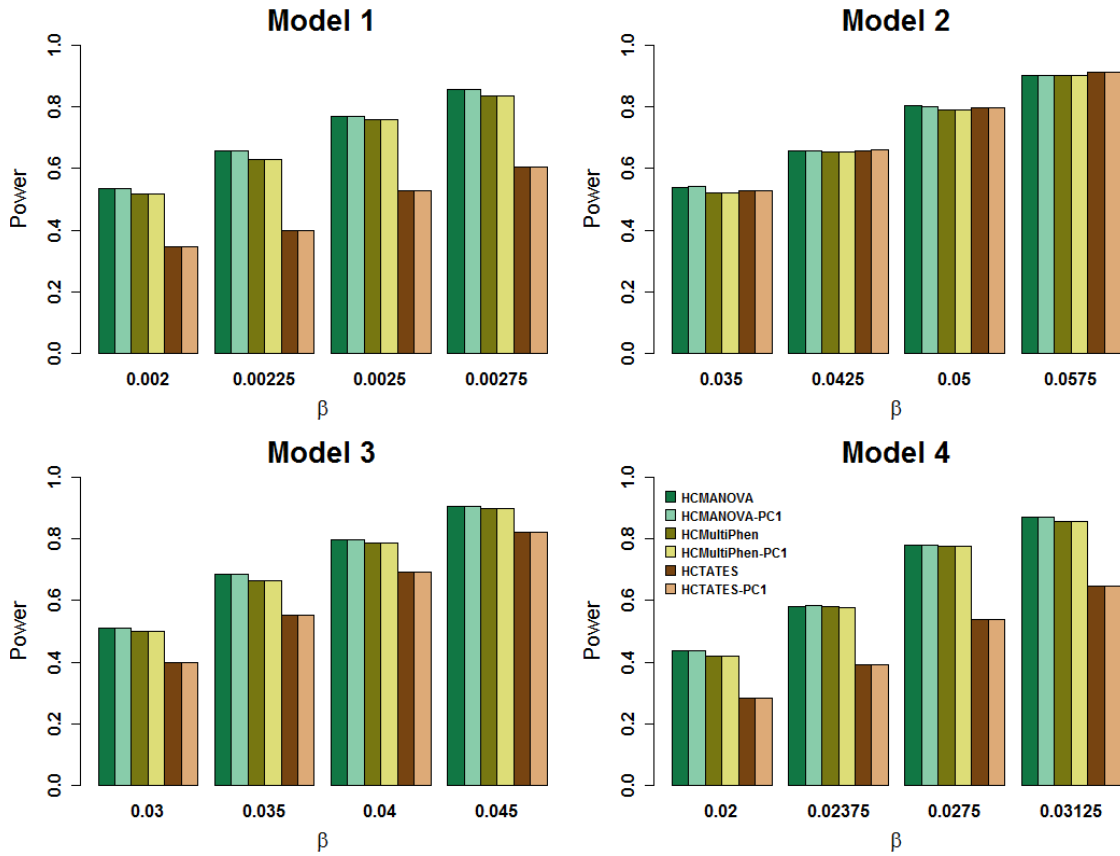 Model 1
Power
0.0 0.2 0.4 0.6 0.8 1.0
0.002 0.00225 0.0025 0.00275
β
Model 2
Power
0.0 0.2 0.4 0.6 0.8 1.0
0.035 0.0425 0.05 0.0575
β
Model 3
Power
0.0 0.2 0.4 0.6 0.8 1.0
0.03 0.035 0.04 0.045
β
Model 4
Power
0.0 0.2 0.4 0.6 0.8 1.0
HCMANOVA
HCMANOVA-PC1
HCMultiPhen
HCMultiPhen-PC1
HCTATES
HCTATES-PC1
0.02 0.02375 0.0275 0.03125
β